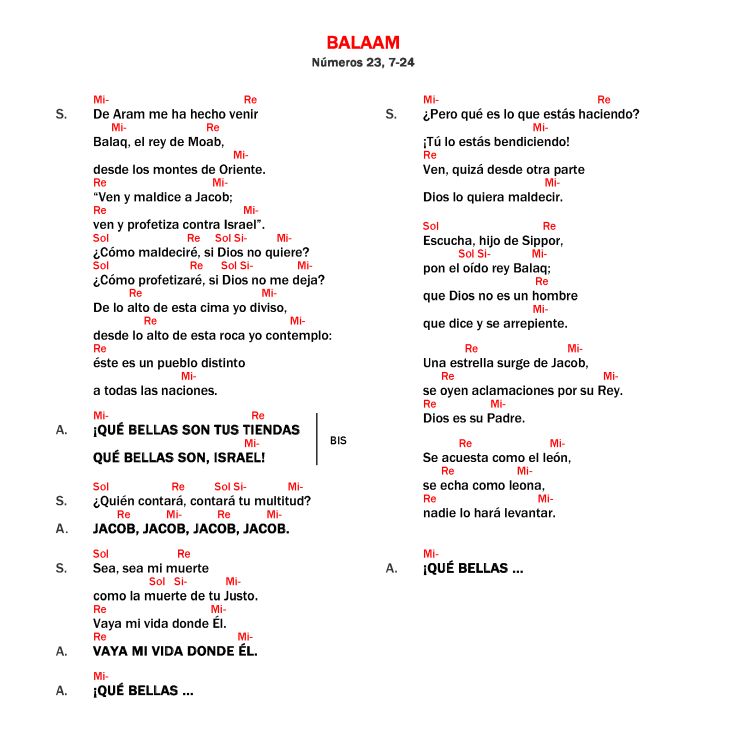 BALAAM
Números 23, 7-24
Mi- Re
S. De Aram me ha hecho venir
Mi- Re
Balaq, el rey de Moab,
Mi-
desde los montes de Oriente.
Re Mi-
“Ven y maldice a Jacob;
Re Mi-
ven y profetiza contra Israel”.
Sol Re Sol Si- Mi-
¿Cómo maldeciré, si Dios no quiere?
Sol Re Sol Si- Mi-
¿Cómo profetizaré, si Dios no me deja?
Re Mi-
De lo alto de esta cima yo diviso,
Re Mi-
desde lo alto de esta roca yo contemplo:
Re
éste es un pueblo distinto
Mi-
a todas las naciones.
Mi- Re
A. ¡QUÉ BELLAS SON TUS TIENDAS
Mi-
QUÉ BELLAS SON, ISRAEL!
BIS
Sol Re Sol Si- Mi-
S. ¿Quién contará, contará tu multitud?
Re Mi- Re Mi-
A. JACOB, JACOB, JACOB, JACOB.
Sol Re
S. Sea, sea mi muerte
Sol Si- Mi-
como la muerte de tu Justo.
Re Mi-
Vaya mi vida donde Él.
Re Mi-
A. VAYA MI VIDA DONDE ÉL.
Mi-
A. ¡QUÉ BELLAS ...
Mi- Re
S. ¿Pero qué es lo que estás haciendo?
Mi-
¡Tú lo estás bendiciendo!
Re
Ven, quizá desde otra parte
Mi-
Dios lo quiera maldecir.
Sol Re
Escucha, hijo de Sippor,
Sol Si- Mi-
pon el oído rey Balaq;
Re
que Dios no es un hombre
Mi-
que dice y se arrepiente.
Re Mi-
Una estrella surge de Jacob,
Re Mi-
se oyen aclamaciones por su Rey.
Re Mi-
Dios es su Padre.
Re Mi-
Se acuesta como el león,
Re Mi-
se echa como leona,
Re Mi-
nadie lo hará levantar.
Mi-
A. ¡QUÉ BELLAS ...